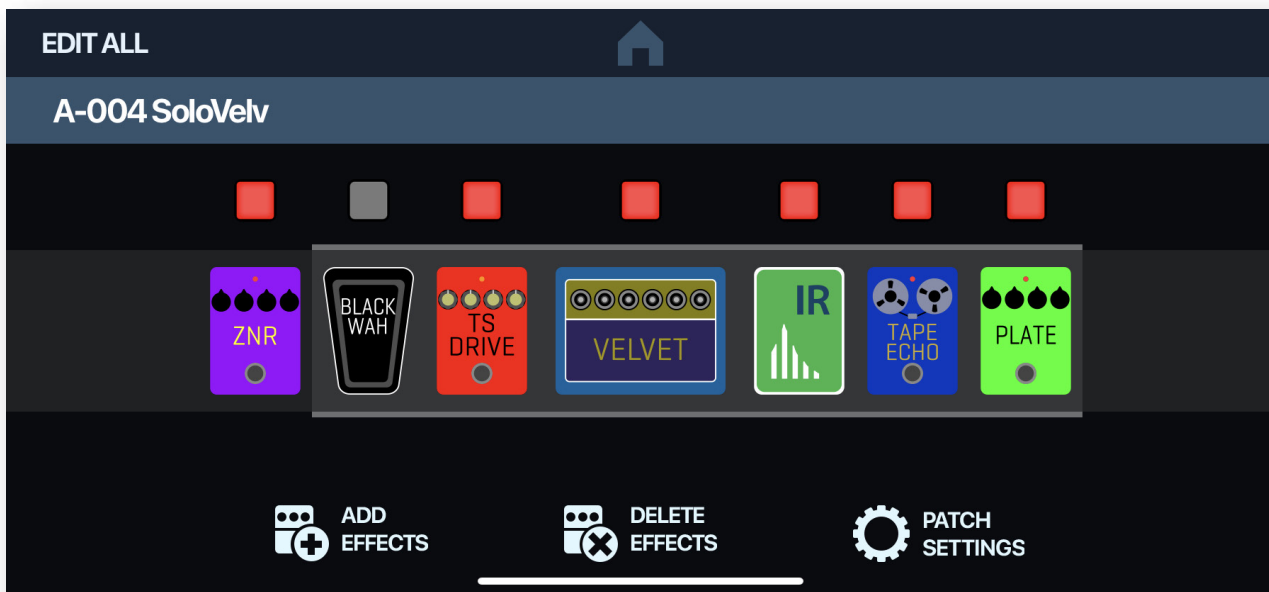 EDIT ALL
A-004 SoloVelv
ZNR
BLACK
WAH
TS
DRIVE
VELVET
IR
TAPE
ECHO
PLATE
ADD
EFFECTS
DELETE
EFFECTS
PATCH
SETTINGS